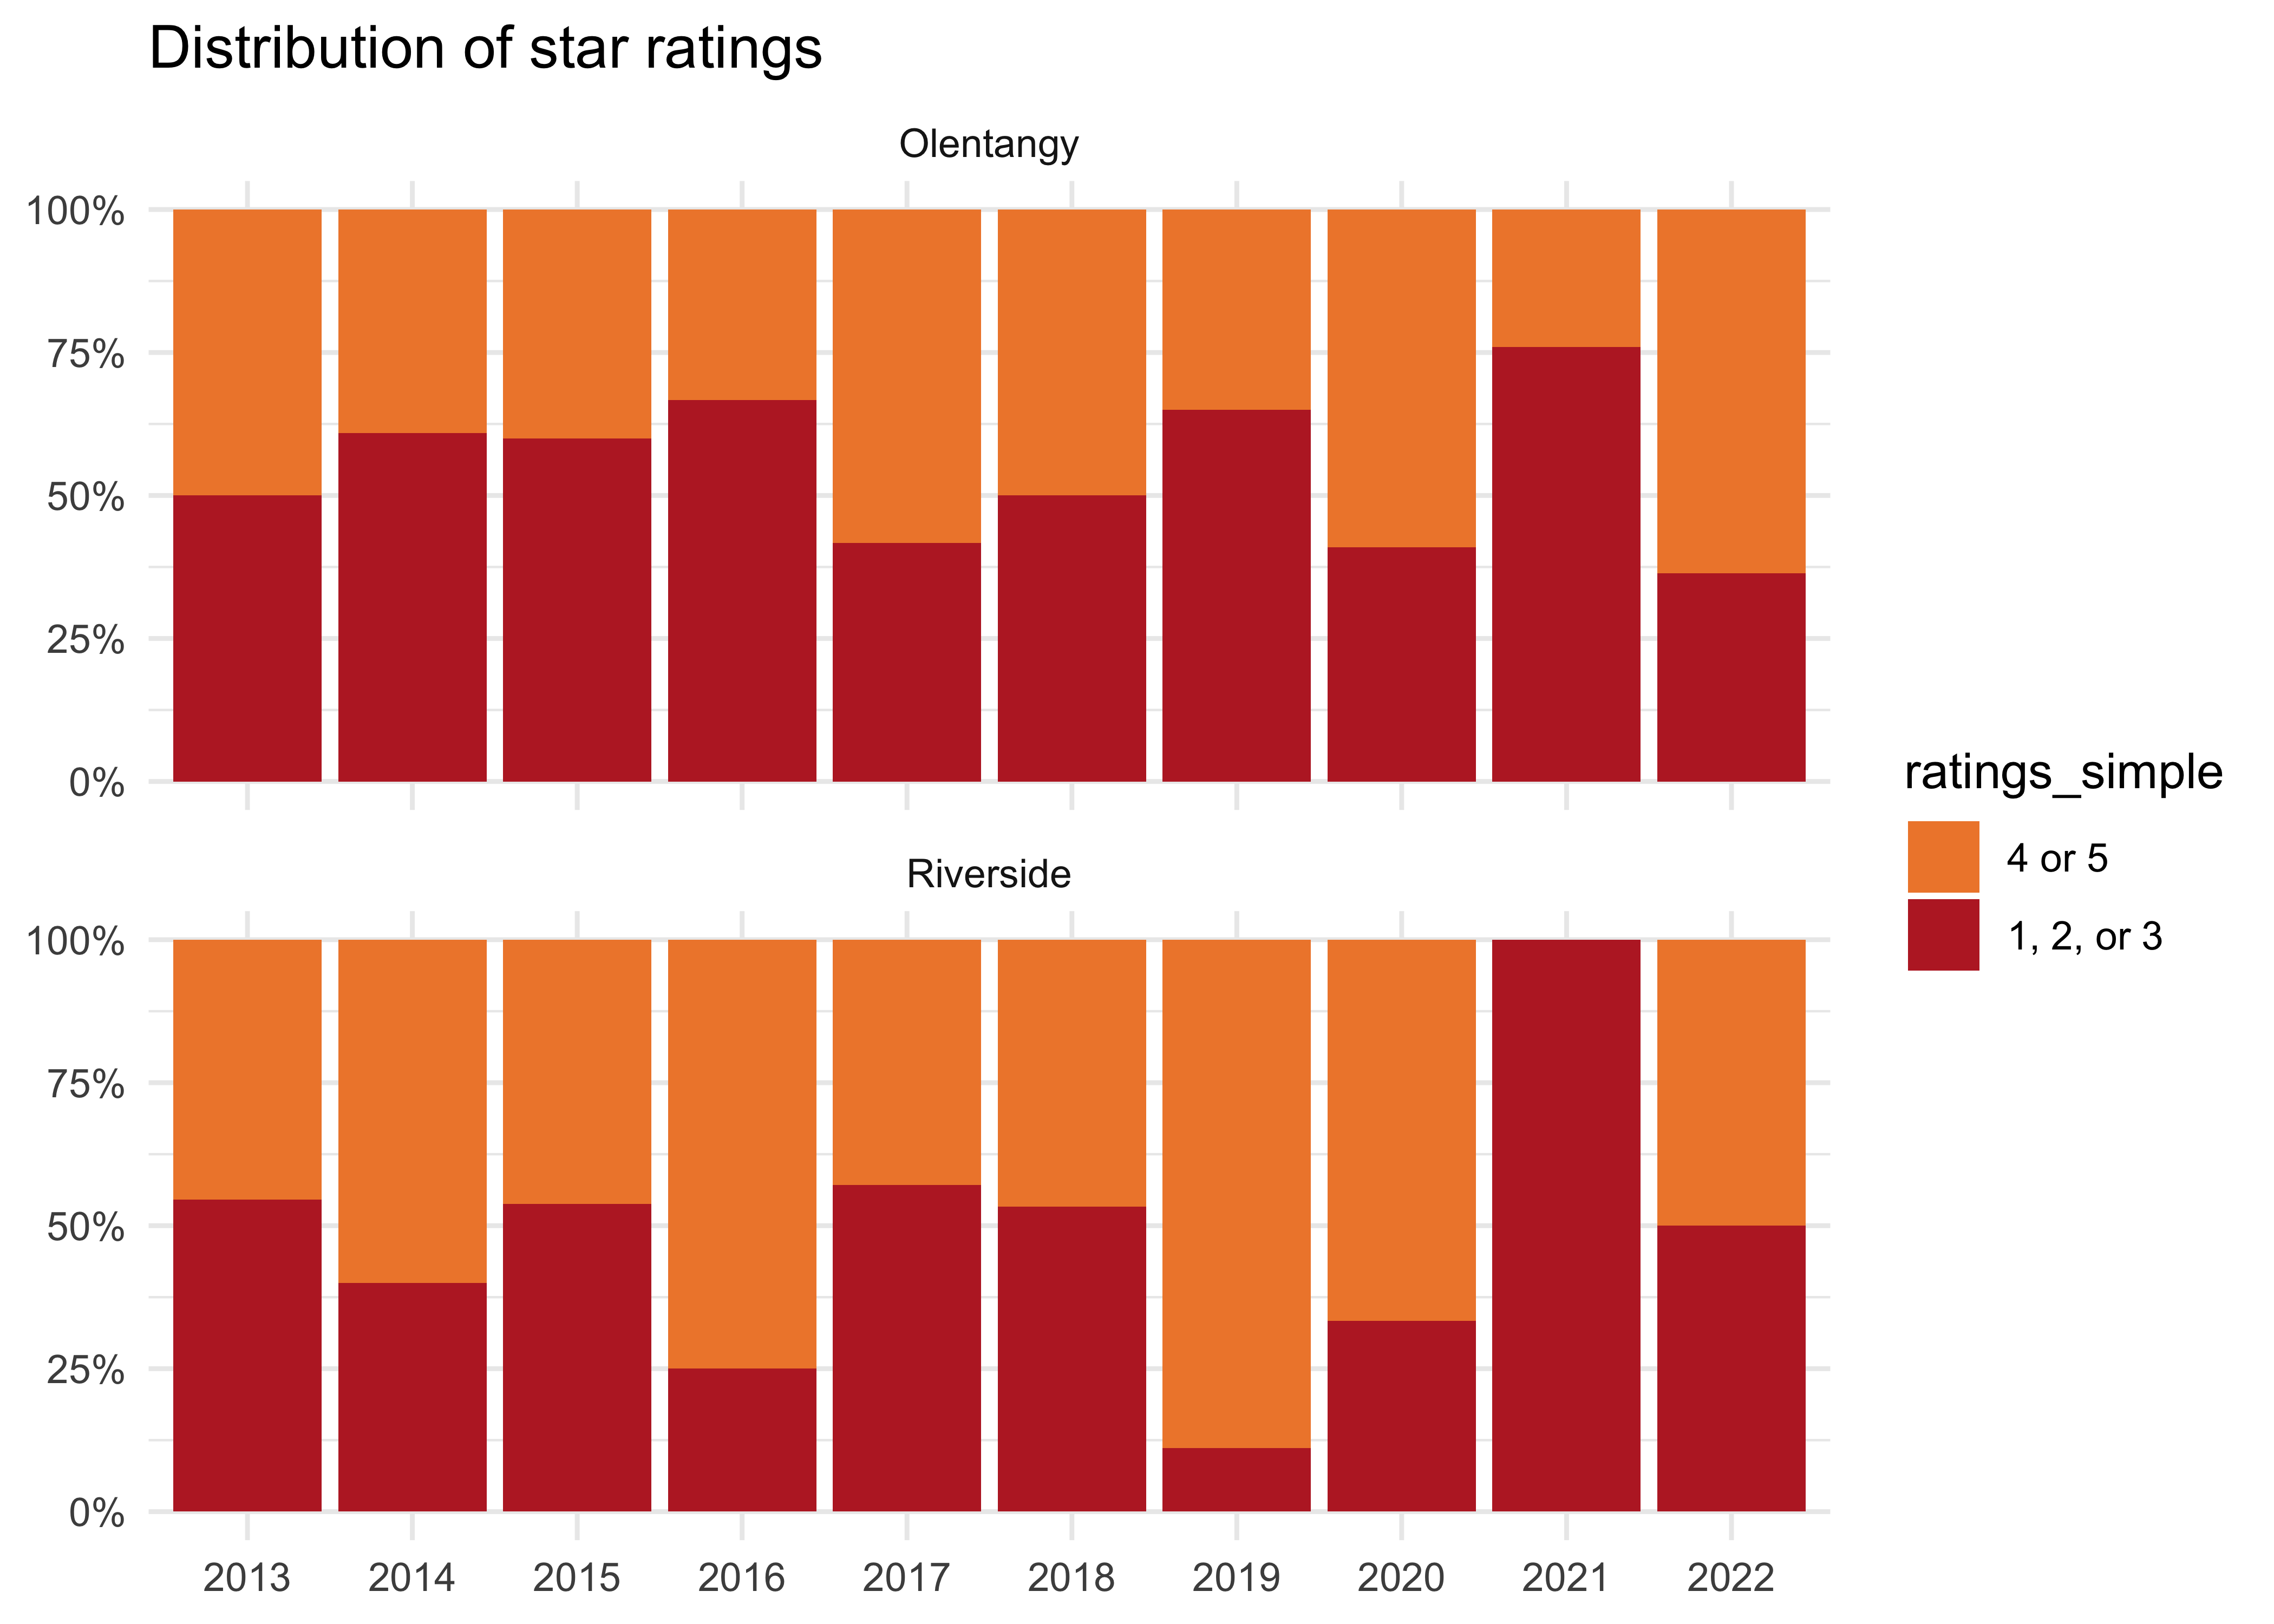 Distribution of star ratings
Olentangy
100%
75%
50%
25%
0%
Riverside
100%
75%
50%
25%
0%
2013 2014 2015 2016 2017 2018 2019 2020 2021 2022
ratings_simple
4 or 5
1, 2, or 3